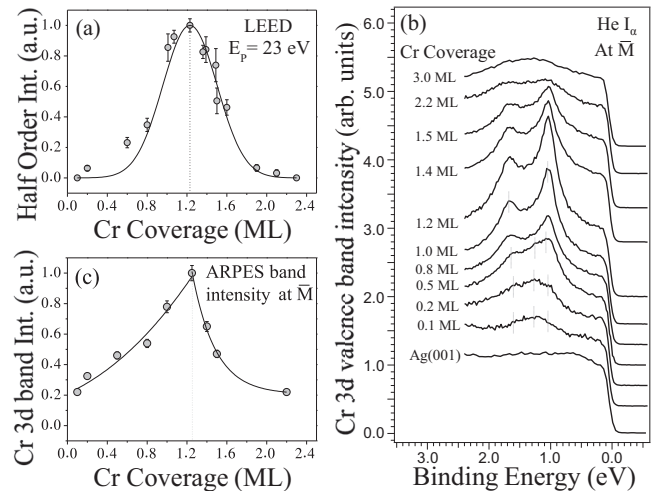 (a)
LEED
E_P = 23 eV
Half Order Int. (a.u.)
1.0
0.8
0.6
0.4
0.2
0.0
0.0 0.4 0.8 1.2 1.6 2.0 2.4
Cr Coverage (ML)
(c)
ARPES band
intensity at M̅
Cr 3d band Int. (a.u.)
1.0
0.8
0.6
0.4
0.2
0.0
0.0 0.4 0.8 1.2 1.6 2.0 2.4
Cr Coverage (ML)
(b)
He I_α
At M̅
Cr Coverage
3.0 ML
2.2 ML
1.5 ML
1.4 ML
1.2 ML
1.0 ML
0.8 ML
0.5 ML
0.2 ML
0.1 ML
Ag(001)
Cr 3d valcncc band intcnsity (arb. units)
6.0
5.0
4.0
3.0
2.0
1.0
0.0
3.0 2.0 1.0 0.0
Binding Energy (eV)